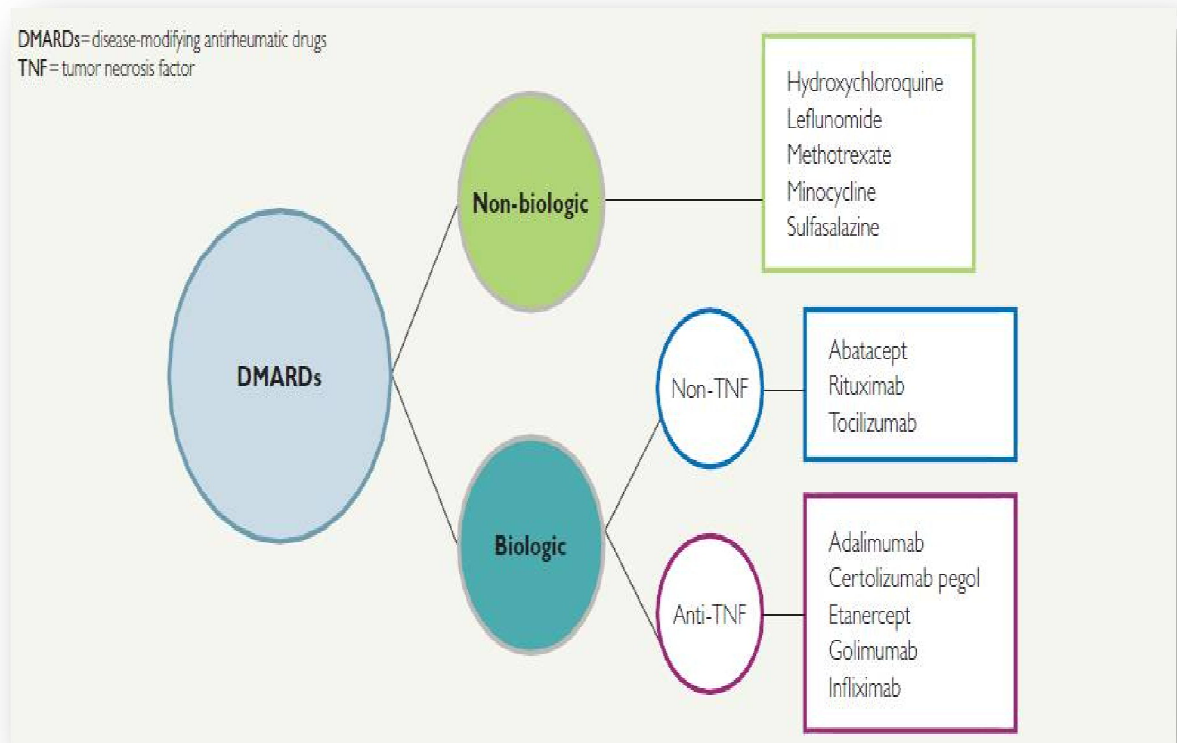 DMARDs= disease-modifying antirheumatic drugs
TNF = tumor necrosis factor
DMARDs
Non-biologic
Hydroxychloroquine
Leflunomide
Methotrexate
Minocycline
Sulfasalazine
Biologic
Non-TNF
Abatacept
Rituximab
Tocilizumab
Anti-TNF
Adalimumab
Certolizumab pegol
Etanercept
Golimumab
Infliximab